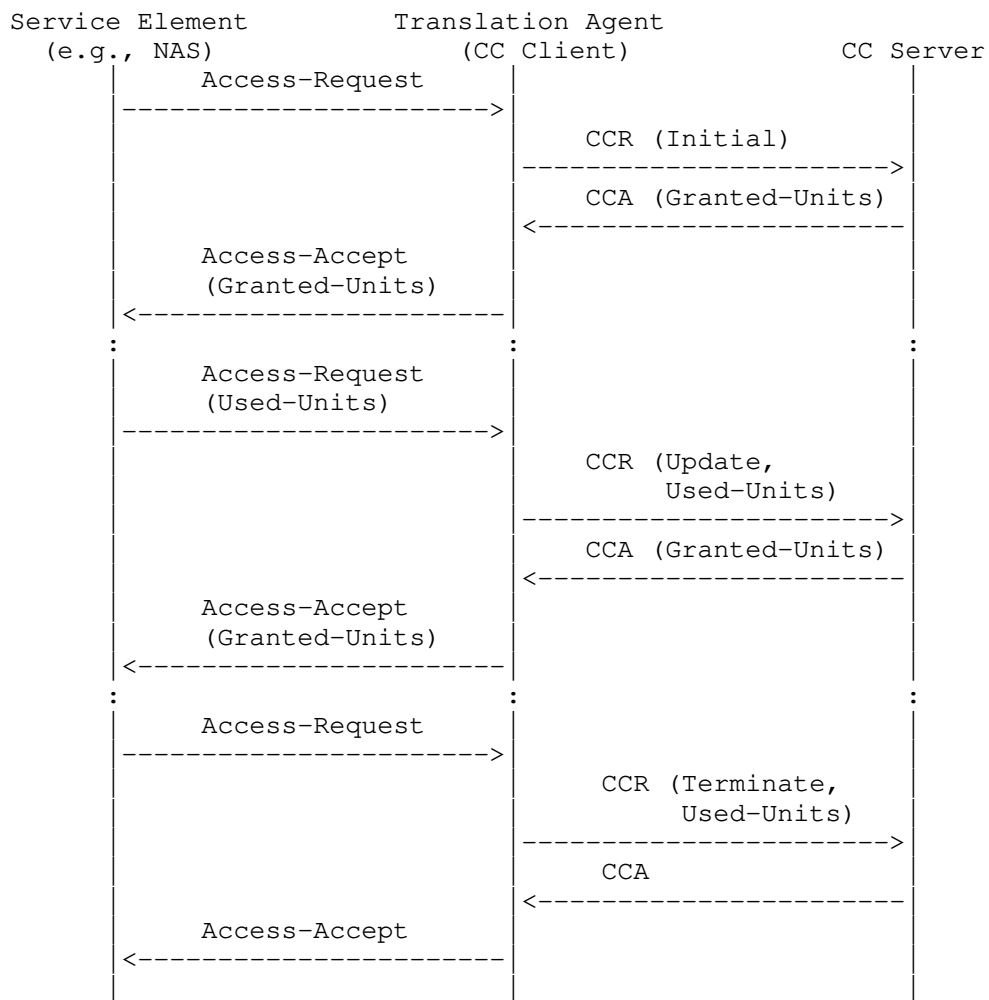 Service Element Translation Agent
(e.g., NAS) (CC Client) CC Server
Access-Request
CCR (Initial)
CCA (Granted-Units)
Access-Accept
(Granted-Units)
: : :
Access-Request
(Used-Units)
CCR (Update,
Used-Units)
CCA (Granted-Units)
Access-Accept
(Granted-Units)
: : :
Access-Request
CCR (Terminate,
Used-Units)
CCA
Access-Accept